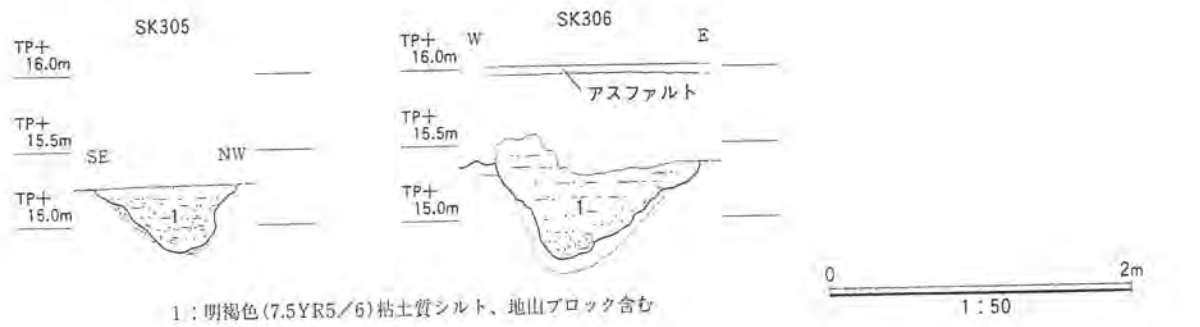 SK305
TP+
16.0m
TP+
15.5m
SE
NW
TP+
16.0m
1
SK306
TP+
16.0m
W
E
アスファルト
TP+
15.5m
TP+
15.0m
1
0
2m
1:50
1:明褐色(7.5YR5/6)粘土質シルト、地山ブロック含む